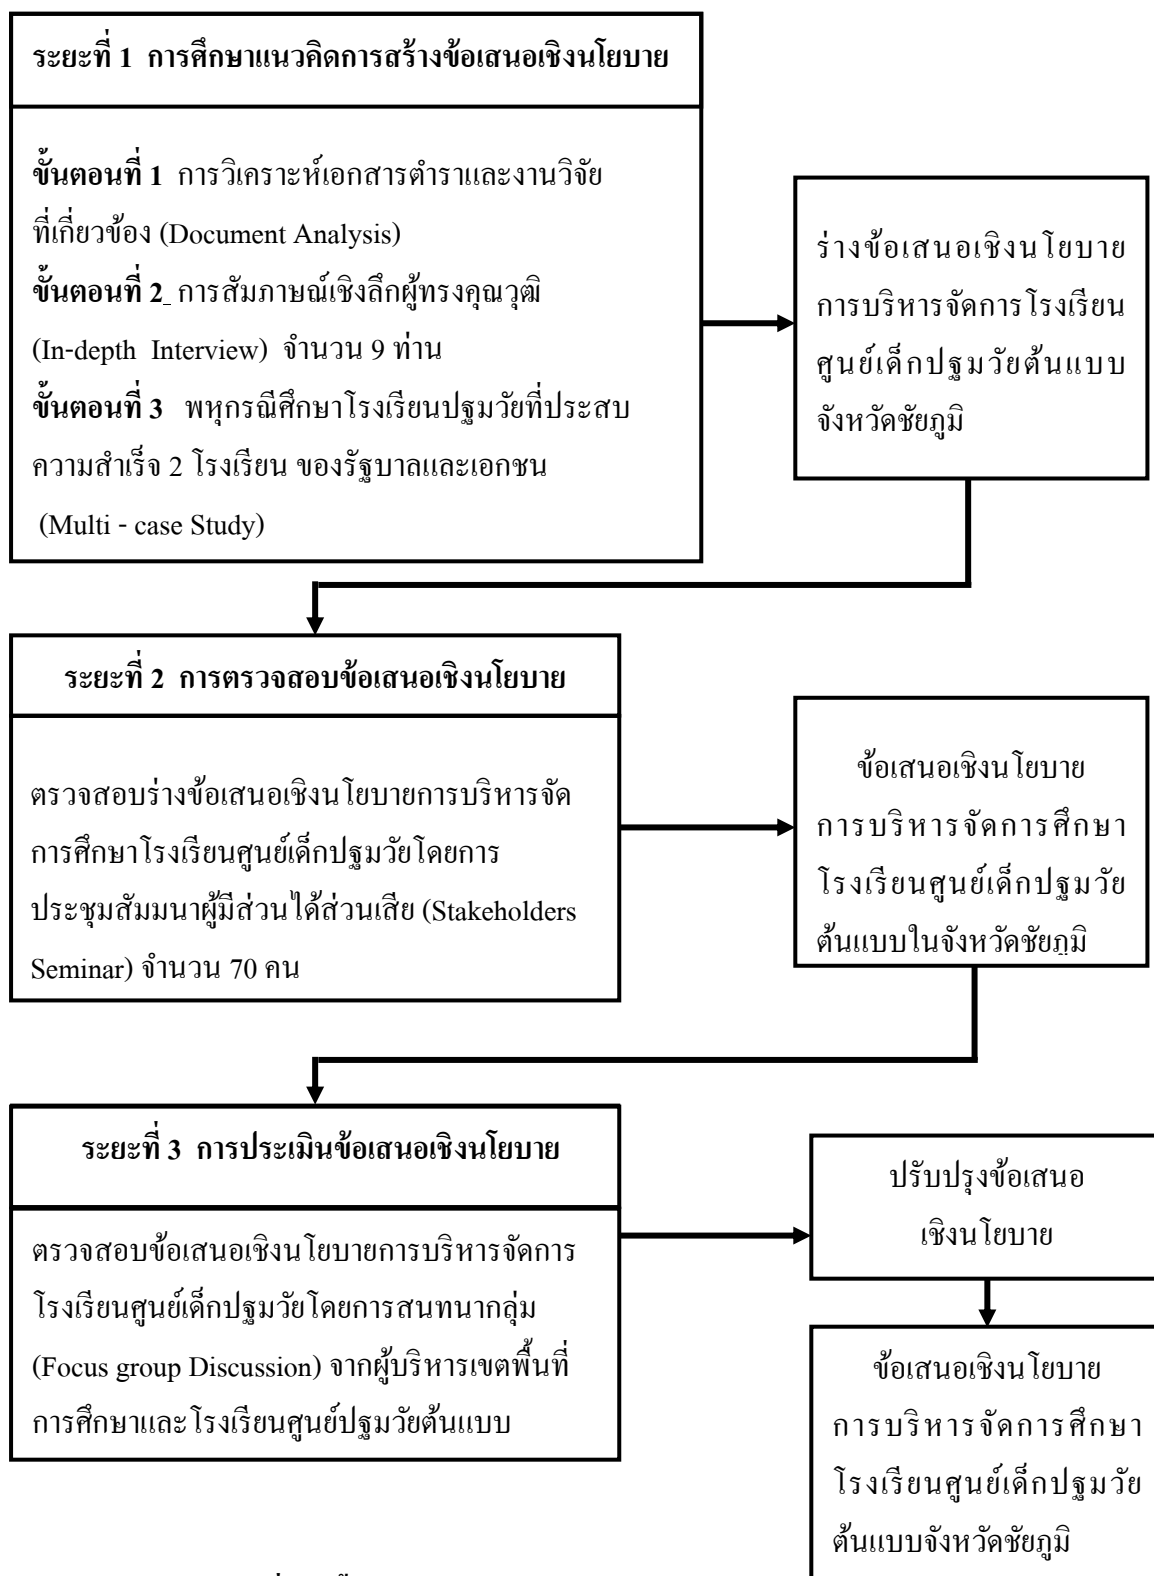 ระยะที่ 1 การศึกษาแนวคิดการสร้างข้อเสนอเชิงนโยบาย
ขั้นตอนที่ 1 การวิเคราะห์เอกสารตำราและงานวิจัย
ที่เกี่ยวข้อง (Document Analysis)
ขั้นตอนที่ 2 การสัมภาษณ์เชิงลึกผู้ทรงคุณวุฒิ
(In-depth Interview) จำนวน 9 ท่าน
ขั้นตอนที่ 3 พหุกรณีศึกษาโรงเรียนปฐมวัยที่ประสบ
ความสำเร็จ 2 โรงเรียน ของรัฐบาลและเอกชน
(Multi - case Study)
ร่างข้อเสนอเชิงนโยบาย
การบริหารจัดการโรงเรียน
ศูนย์เด็กปฐมวัยต้นแบบ
จังหวัดชัยภูมิ
ระยะที่ 2 การตรวจสอบข้อเสนอเชิงนโยบาย
ตรวจสอบร่างข้อเสนอเชิงนโยบายการบริหารจัด
การศึกษาโรงเรียนศูนย์เด็กปฐมวัยโดยการ
ประชุมสัมมนาผู้มีส่วนได้ส่วนเสีย (Stakeholders
Seminar) จำนวน 70 คน
ข้อเสนอเชิงนโยบาย
การบริหารจัดการศึกษา
โรงเรียนศูนย์เด็กปฐมวัย
ต้นแบบในจังหวัดชัยภูมิ
ระยะที่ 3 การประเมินข้อเสนอเชิงนโยบาย
ตรวจสอบข้อเสนอเชิงนโยบายการบริหารจัดการ
โรงเรียนศูนย์เด็กปฐมวัยโดยการสนทนากลุ่ม
(Focus group Discussion) จากผู้บริหารเขตพื้นที่
การศึกษาและโรงเรียนศูนย์ปฐมวัยต้นแบบ
ปรับปรุงข้อเสนอ
เชิงนโยบาย
ข้อเสนอเชิงนโยบาย
การบริหารจัดการศึกษา
โรงเรียนศูนย์เด็กปฐมวัย
ต้นแบบจังหวัดชัยภูมิ